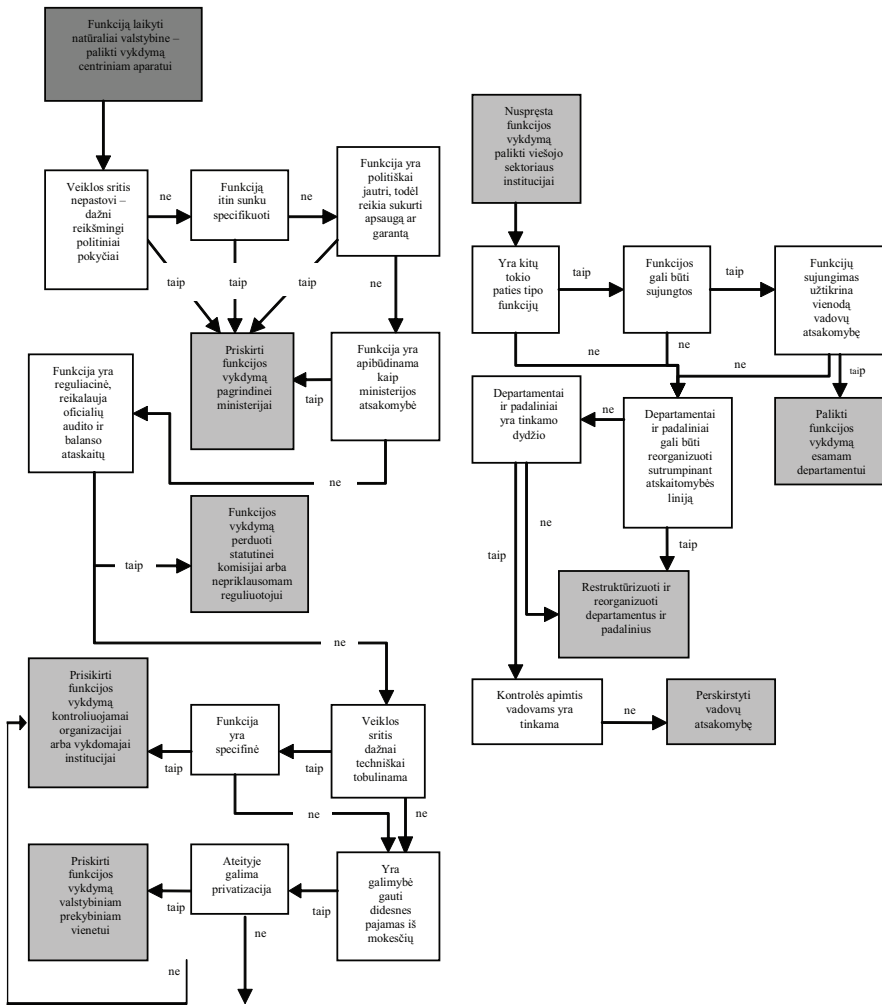 Funkciją laikyti
natūraliai valstybine –
palikti vykdymą
centriniam aparatui
Veiklos sritis
nepastovi –
dažni
reikšmingi
politiniai
pokyčiai
ne
Funkciją
itin sunku
specifikuoti
ne
Funkcija yra
politiškai
jautri, todėl
reikia sukurti
apsaugą ar
garantą
taip
taip
taip
ne
Priskirti
funkcijos
vykdymą
pagrindinei
ministerijai
taip
Funkcija yra
apibūdinama
kaip
ministerijos
atsakomybė
ne
Funkcija yra
reguliacinė,
reikalauja
oficialių
audito ir
balanso
ataskaitų
taip
Funkcijos
vykdymą
perduoti
statutinei
komisijai arba
nepriklausomam
reguliuotojui
ne
Prisikirti
funkcijos
vykdymą
kontroliuojamai
organizacijai
arba vykdomajai
institucijai
taip
Funkcija
yra
specifinė
taip
Veiklos
sritis
dažnai
techniškai
tobulinama
ne
ne
Priskirti
funkcijos
vykdymą
valstybiniam
prekybiniam
vienetui
taip
Ateityje
galima
privatizacija
taip
Yra
galimybė
gauti
didesnes
pajamas iš
mokesčių
ne
ne
Nuspręsta
funkcijos
vykdymą
palikti viešojo
sektoriaus
institucijai
Yra kitų
tokio
paties tipo
funkcijų
taip
Funkcijos
gali būti
sujungtos
taip
Funkcijų
sujungimas
užtikrina
vienodą
vadovų
atsakomybę
ne
ne
ne
taip
Departamentai
ir padaliniai
yra tinkamo
dydžio
ne
Departamentai
ir padaliniai
gali būti
reorganizuoti
sutrumpinant
atskaitomybės
liniją
Palikti
funkcijos
vykdymą
esamam
departamentui
taip
ne
taip
Restruktūrizuoti ir
reorganizuoti
departamentus ir
padalinius
Kontrolės apimtis
vadovams yra
tinkama
ne
Perskirstyti
vadovų
atsakomybę